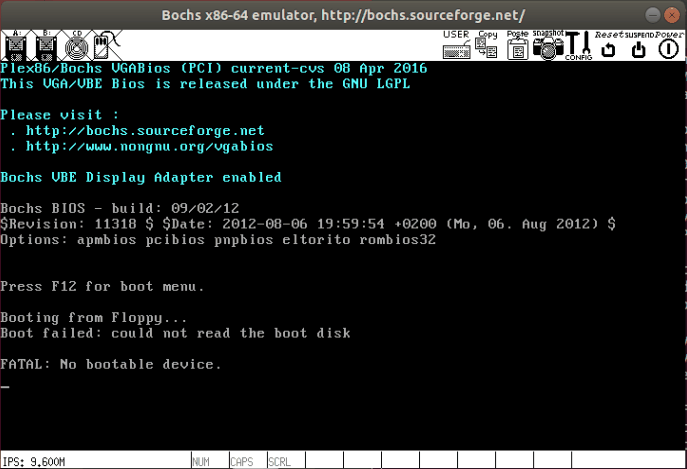 Bochs x86-64 emulator, http://bochs.sourceforge.net/
A: B: CD USER Copy Paste snapshot CONFIG Reset SUSPEND Power
Plex86/Bochs VGABios (PCI) current-cvs 08 Apr 2016
This VGA/VBE Bios is released under the GNU LGPL
Please visit :
. http://bochs.sourceforge.net
. http://www.nongnu.org/vgabios
Bochs VBE Display Adapter enabled
Bochs BIOS - build: 09/02/12
$Revision: 11318 $ $Date: 2012-08-06 19:59:54 +0200 (Mo, 06. Aug 2012) $
Options: apmbios pcibios pnpbios eltorito rombios32
Press F12 for boot menu.
Booting from Floppy...
Boot failed: could not read the boot disk
FATAL: No bootable device.
_
IPS: 9.600M NUM CAPS SCRL